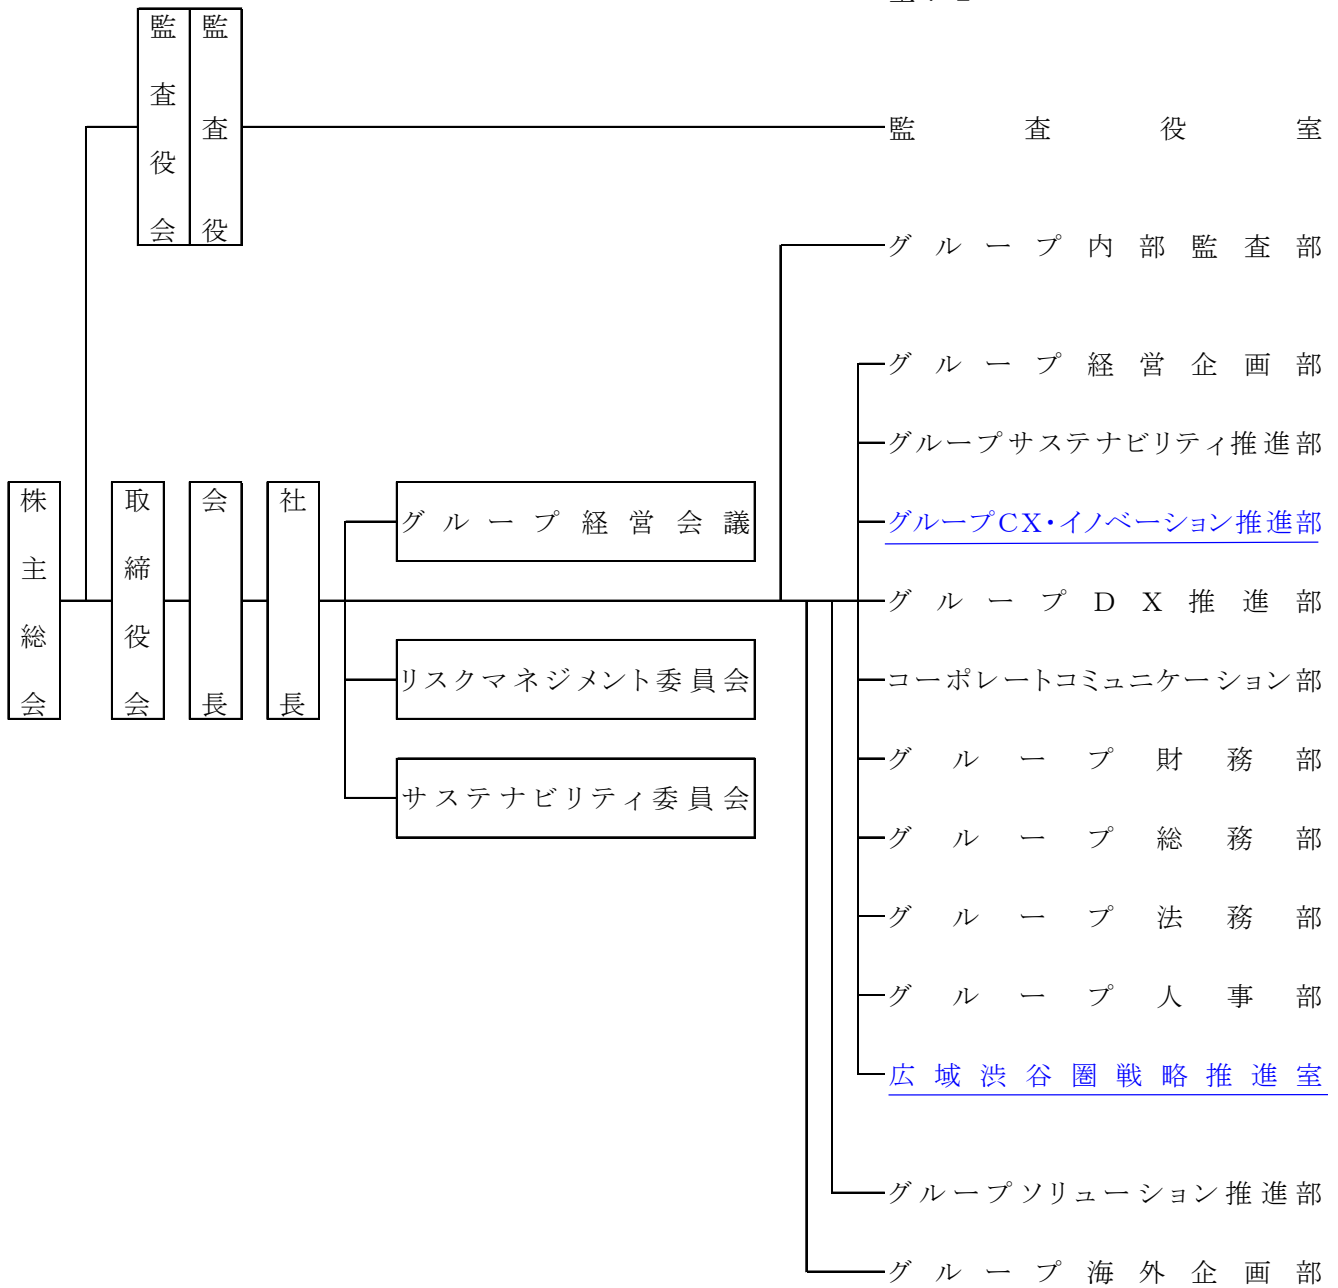 監査役会
監査役
監査役室
グループ内部監査部
グループ経営企画部
グループサステナビリティ推進部
株主総会
取締役会
会長
社長
グループ経営会議
グループCX・イノベーション推進部
グループDX推進部
リスクマネジメント委員会
コーポレートコミュニケーション部
グループ財務部
サステナビリティ委員会
グループ総務部
グループ法務部
グループ人事部
広域渋谷圏戦略推進室
グループソリューション推進部
グループ海外企画部